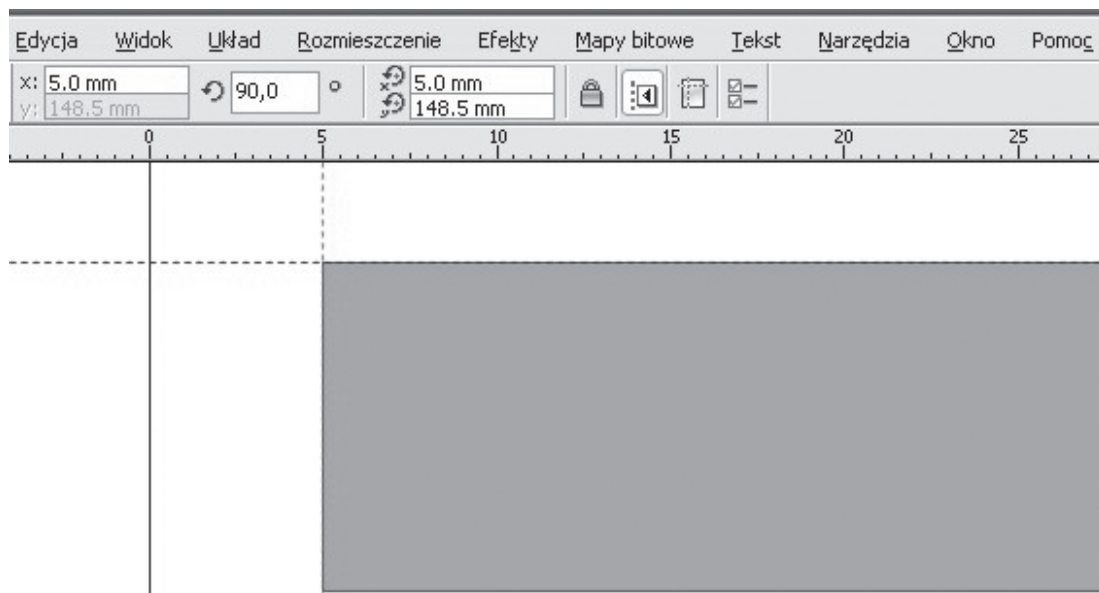 Edycja Widok Układ Rozmieszczenie Efekty Mapy bitowe Tekst Narzędzia Okno Pomoc
x: 5.0 mm 90,0 ° x 5.0 mm
y: 148.5 mm y 148.5 mm
0 5 10 15 20 25